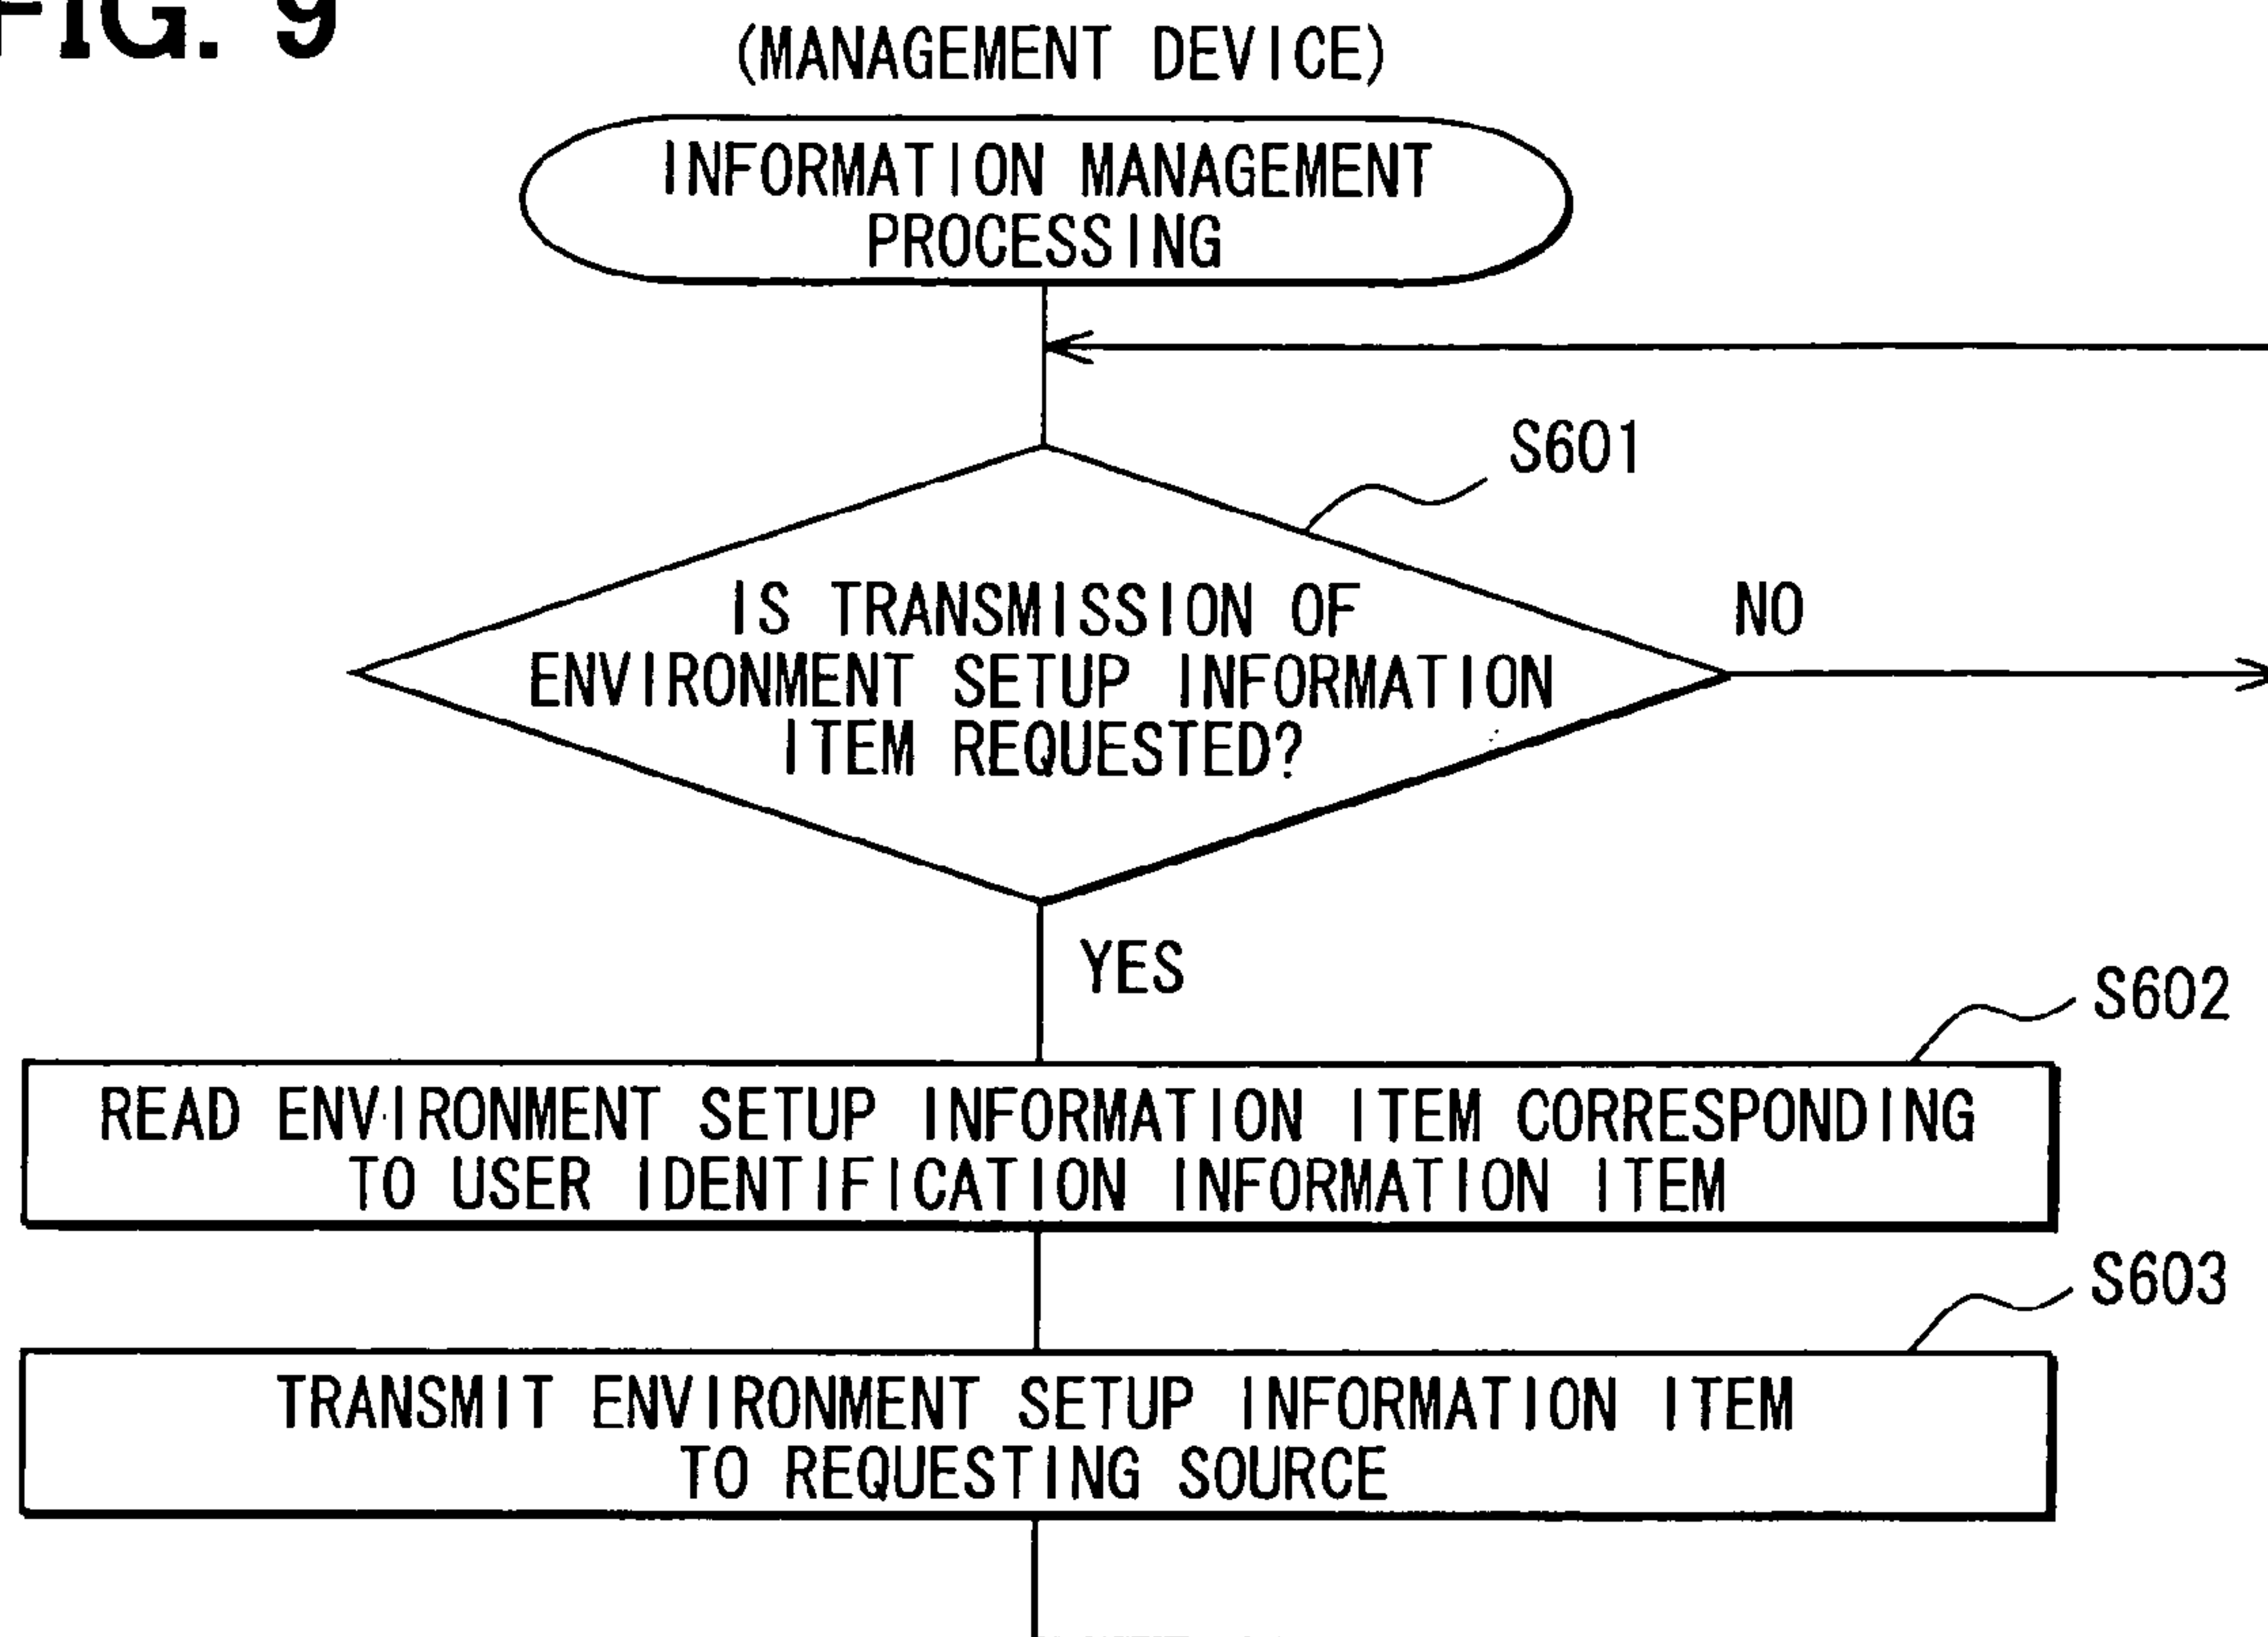 FIG. 9
(MANAGEMENT DEVICE)
INFORMATION MANAGEMENT
PROCESSING
S601
IS TRANSMISSION OF
ENVIRONMENT SETUP INFORMATION
ITEM REQUESTED?
NO
YES
S602
READ ENVIRONMENT SETUP INFORMATION ITEM CORRESPONDING
TO USER IDENTIFICATION INFORMATION ITEM
S603
TRANSMIT ENVIRONMENT SETUP INFORMATION ITEM
TO REQUESTING SOURCE